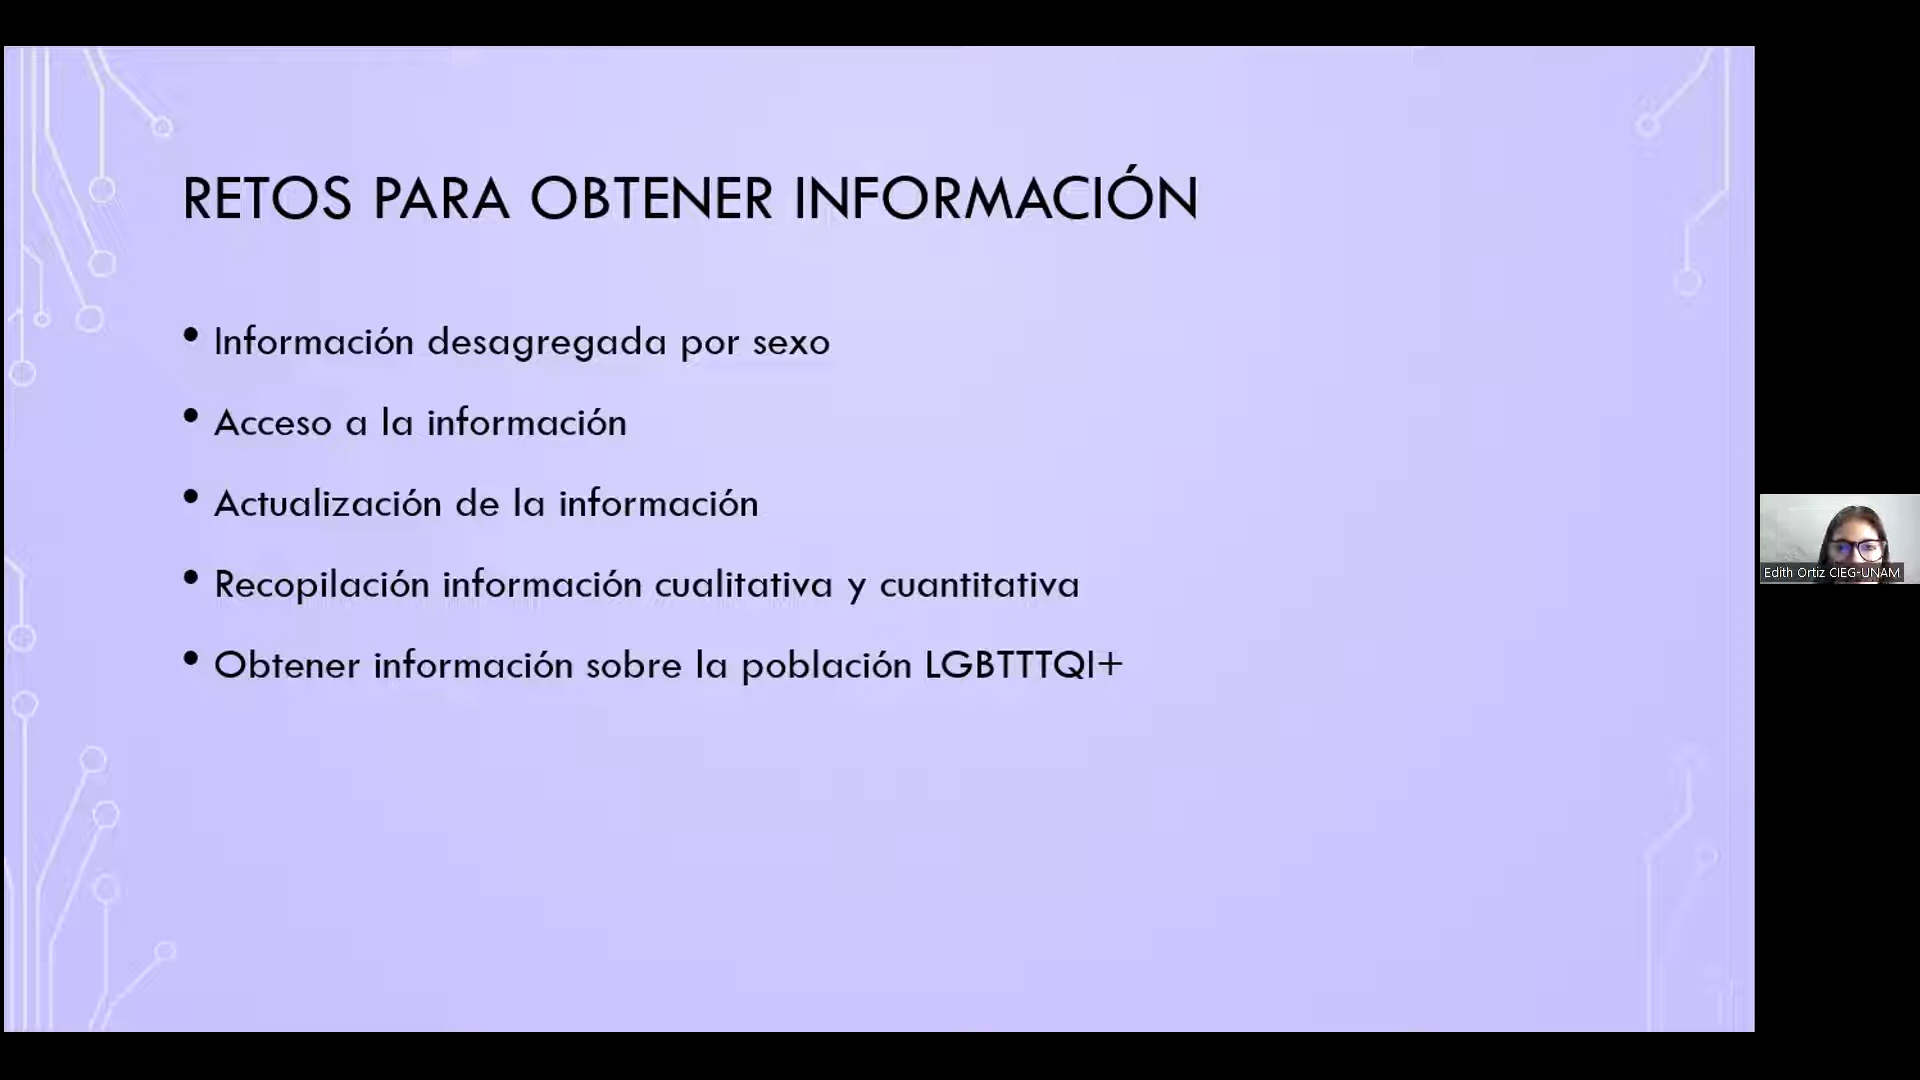 RETOS PARA OBTENER INFORMACIÓN
• Información desagregada por sexo
• Acceso a la información
• Actualización de la información
• Recopilación información cualitativa y cuantitativa
• Obtener información sobre la población LGBTTTQI+
Edith Ortiz CIEG-UNAM